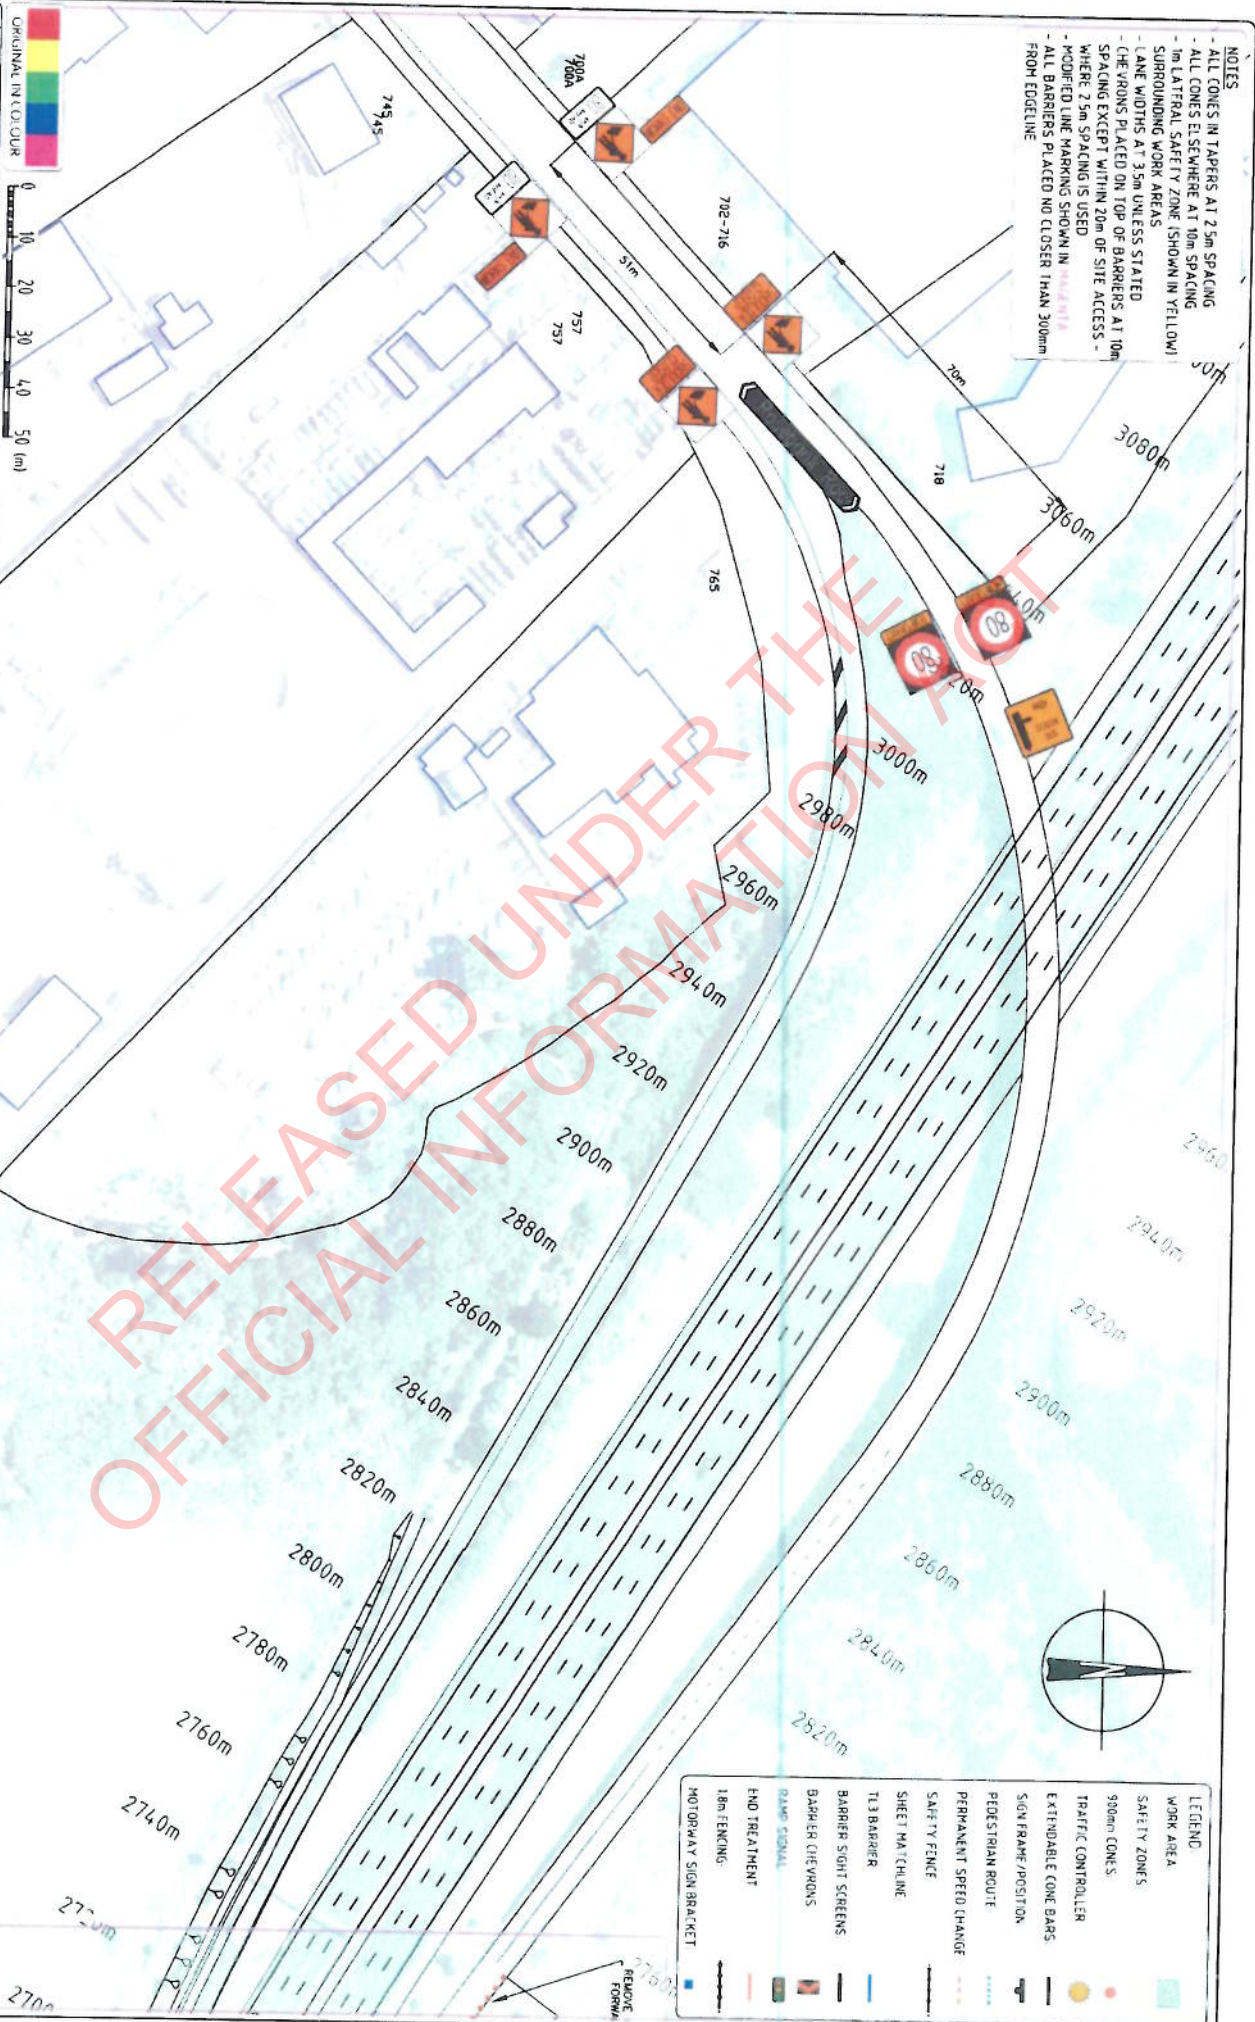 NOTES
- ALL CONES IN TAPERS AT 2.5m SPACING
- ALL CONES ELSEWHERE AT 10m SPACING
- 1m LATERAL SAFETY ZONE (SHOWN IN YELLOW)
SURROUNDING WORK AREAS
- LANE WIDTHS AT 3.5m UNLESS STATED
- CHEVRONS PLACED ON TOP OF BARRIERS AT 10m
SPACING EXCEPT WITHIN 20m OF SITE ACCESS -
WHERE 2.5m SPACING IS USED
- MODIFIED LINE MARKING SHOWN IN MAGENTA
- ALL BARRIERS PLACED NO CLOSER THAN 300mm
FROM EDGELINE
3080m
3060m
70m
718
702-716
51m
700A
700A
745
745
757
757
765
80
80
3000m
2980m
2960m
2940m
2920m
2900m
2880m
2860m
2840m
2820m
2800m
2780m
2760m
2740m
2700
2960
2940m
2920m
2900m
2880m
2860m
2840m
2820m
2760m
N
REMOVE
LEGEND
WORK AREA
SAFETY ZONES
900mm CONES
TRAFFIC CONTROLLER
EXTENDABLE CONE BARS
SIGN FRAME/POSITION
PEDESTRIAN ROUTE
PERMANENT SPEED CHANGE
SAFETY FENCE
SHEET MATCHLINE
TL3 BARRIER
BARRIER SIGHT SCREENS
BARRIER CHEVRONS
RAMP SIGNAL
END TREATMENT
1.8m FENCING
MOTORWAY SIGN BRACKET
ORIGINAL IN COLOUR
0 10 20 30 40 50 (m)
RELEASED UNDER THE
OFFICIAL INFORMATION ACT